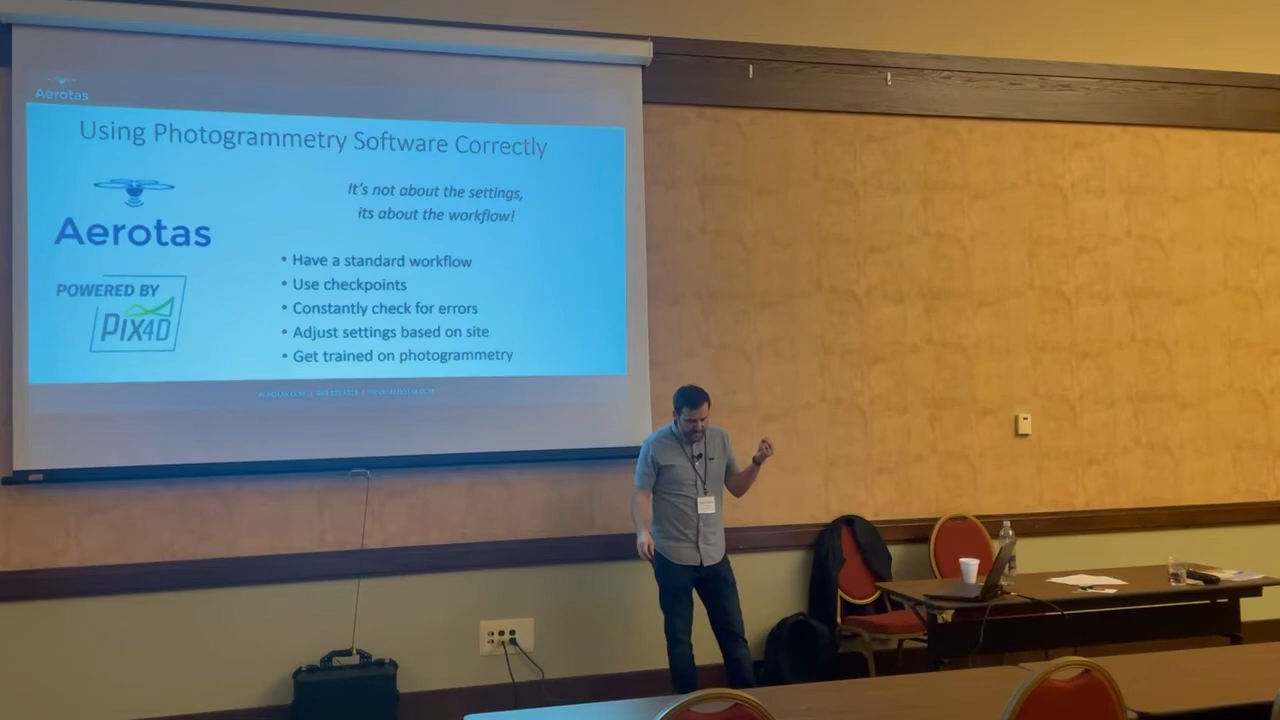 Aerotas
Using Photogrammetry Software Correctly
It's not about the settings,
its about the workflow!
Aerotas
POWERED BY
PIX4D
• Have a standard workflow
• Use checkpoints
• Constantly check for errors
• Adjust settings based on site
• Get trained on photogrammetry